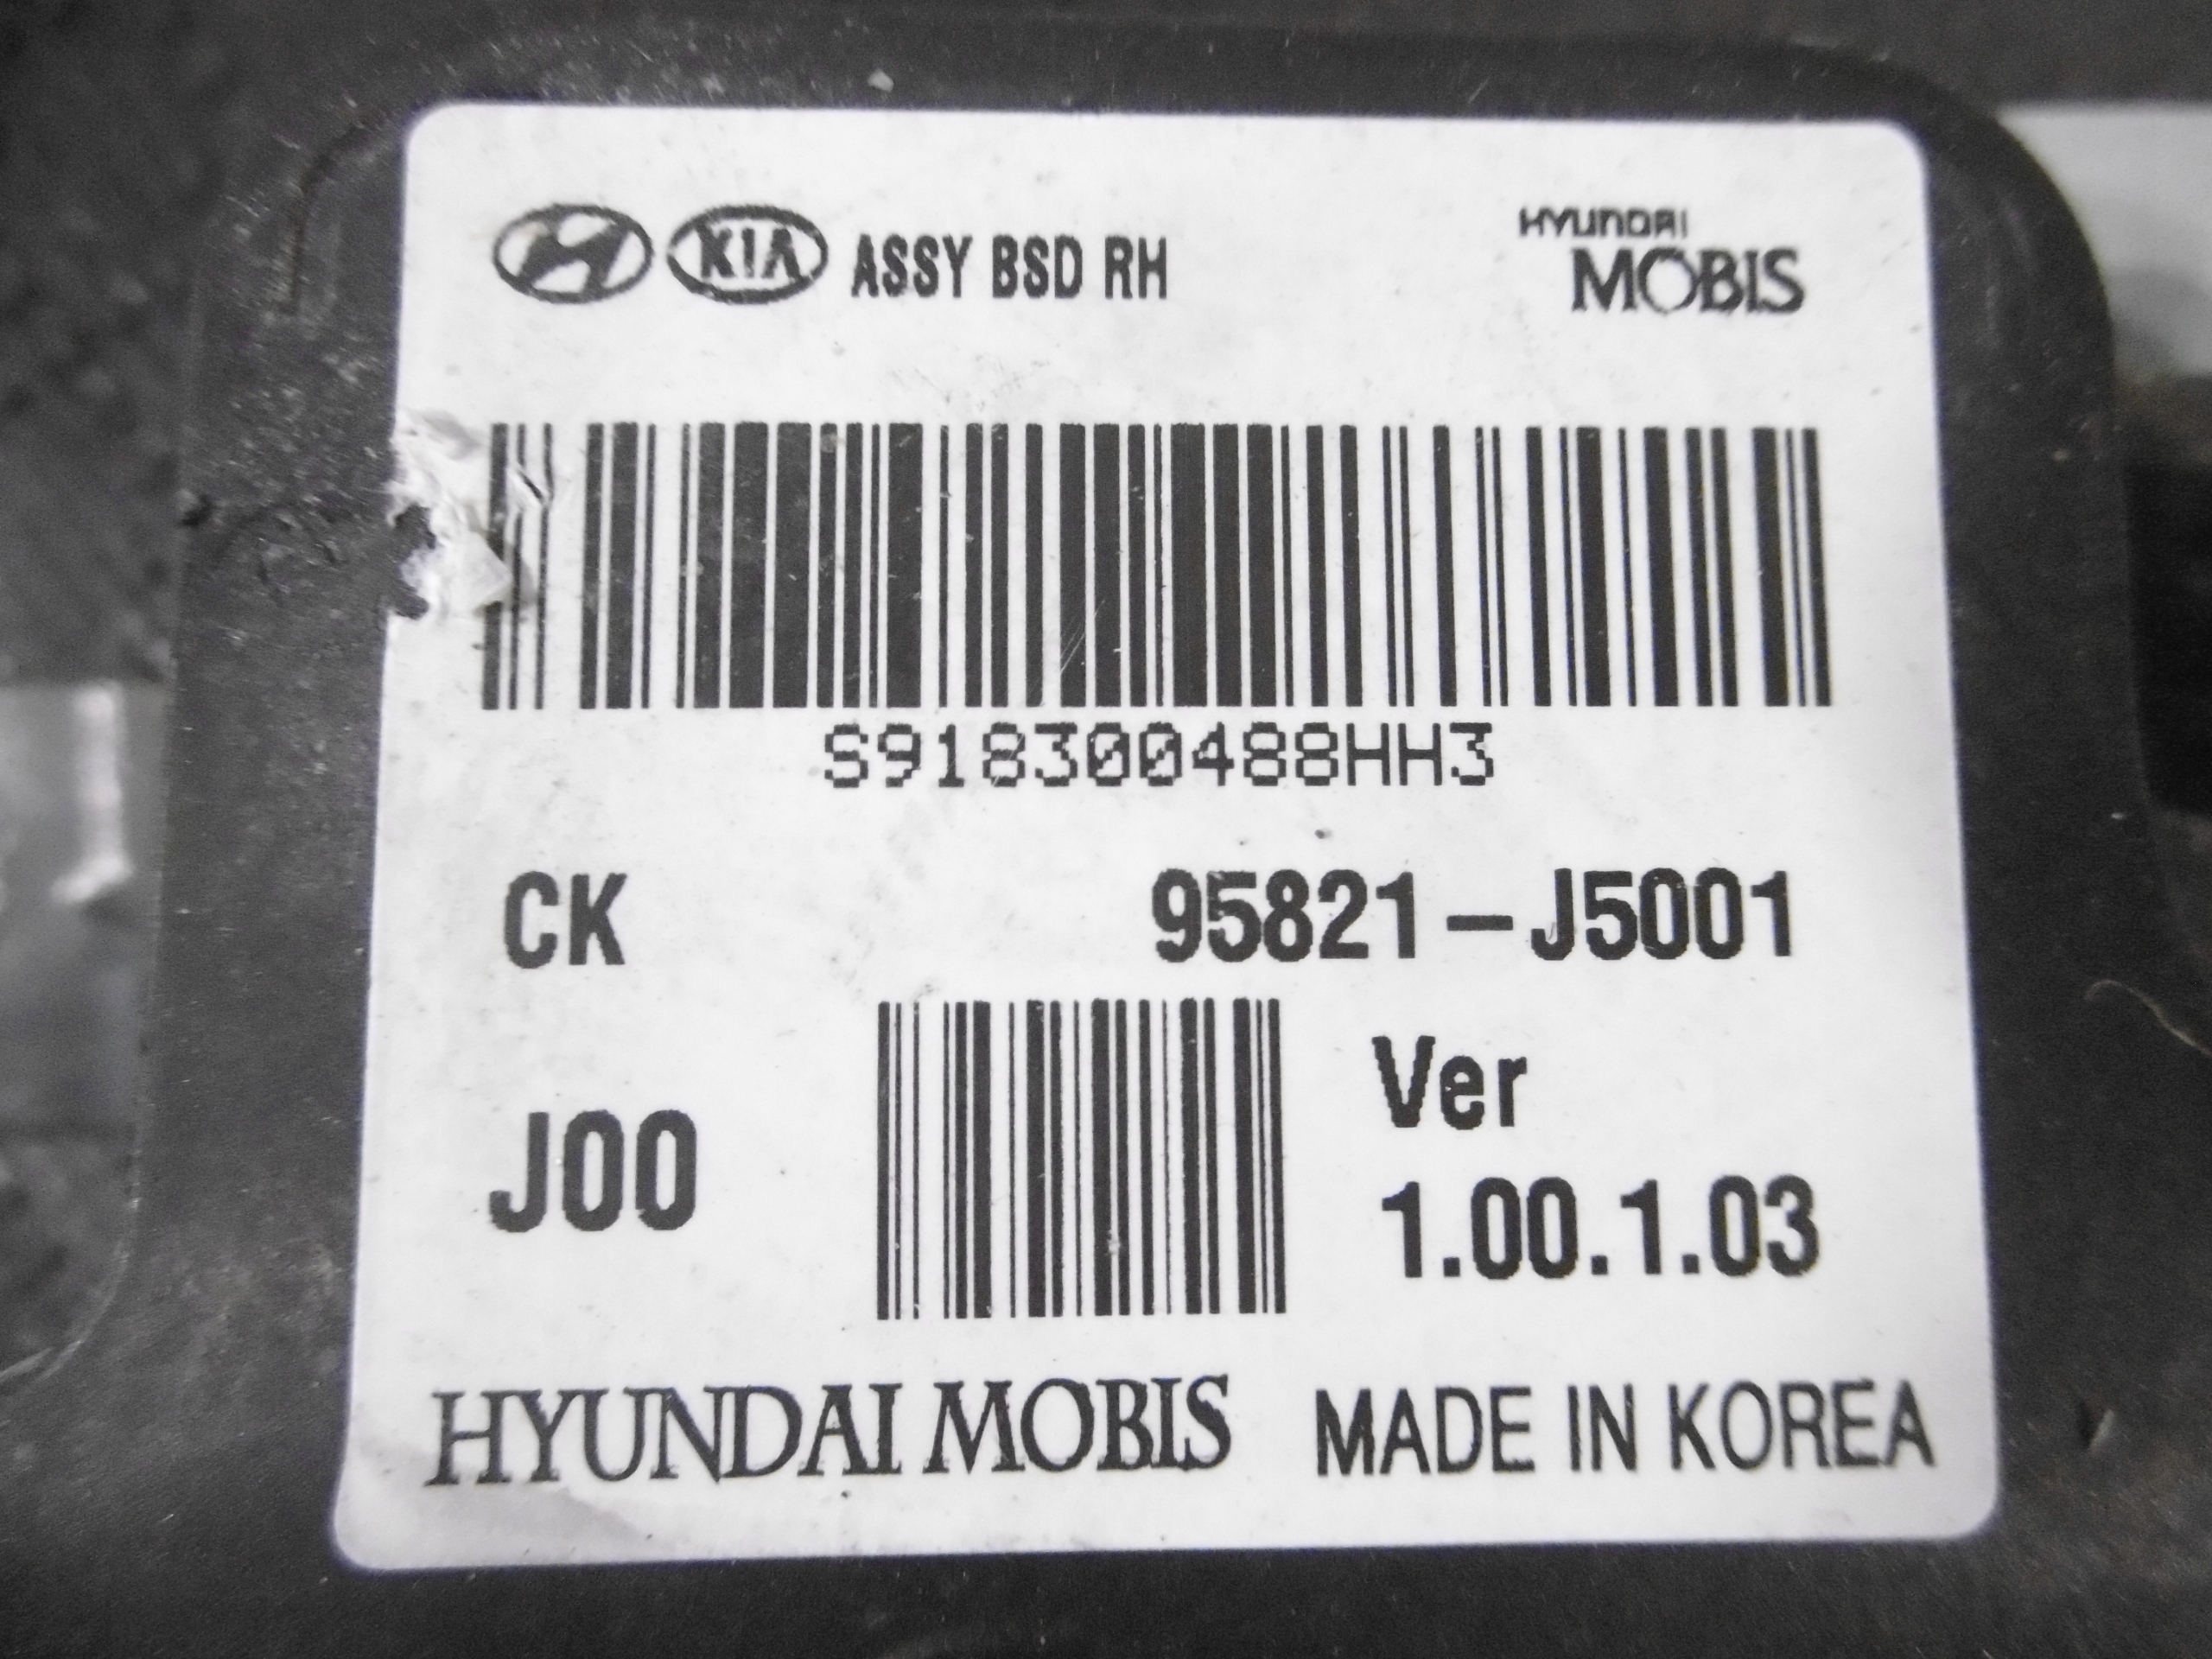 KIA ASSY BSD RH
HYUNDAI
MOBIS
S918300488HH3
CK 95821-J5001
J00
Ver
1.00.1.03
HYUNDAI MOBIS MADE IN KOREA